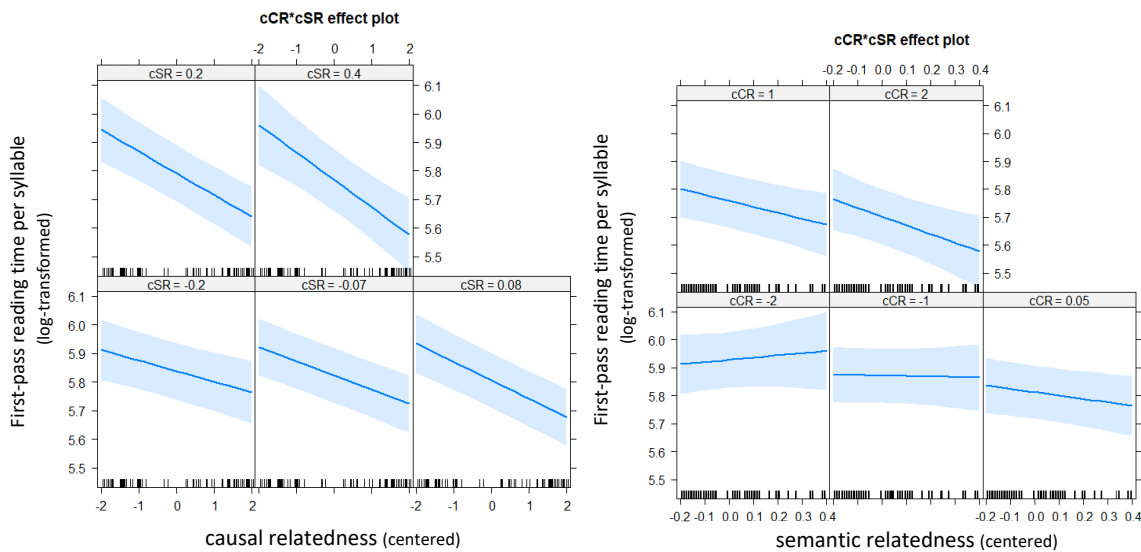 cCR*cSR effect plot
-2 -1 0 1 2
cSR = 0.2 cSR = 0.4
6.1
6.0
5.9
5.8
5.7
5.6
5.5
cSR = -0.2 cSR = -0.07 cSR = 0.08
6.1
6.0
5.9
5.8
5.7
5.6
5.5
-2 -1 0 1 2 -2 -1 0 1 2
causal relatedness (centered)
First-pass reading time per syllable
(log-transformed)
cCR*cSR effect plot
-0.2 0.0 0.1 0.2 0.3 0.4
cCR = 1 cCR = 2
6.1
6.0
5.9
5.8
5.7
5.6
5.5
cCR = -2 cCR = -1 cCR = 0.05
6.1
6.0
5.9
5.8
5.7
5.6
5.5
-0.2 0.0 0.1 0.2 0.3 0.4 -0.2 0.0 0.1 0.2 0.3 0.4
semantic relatedness (centered)
First-pass reading time per syllable
(log-transformed)